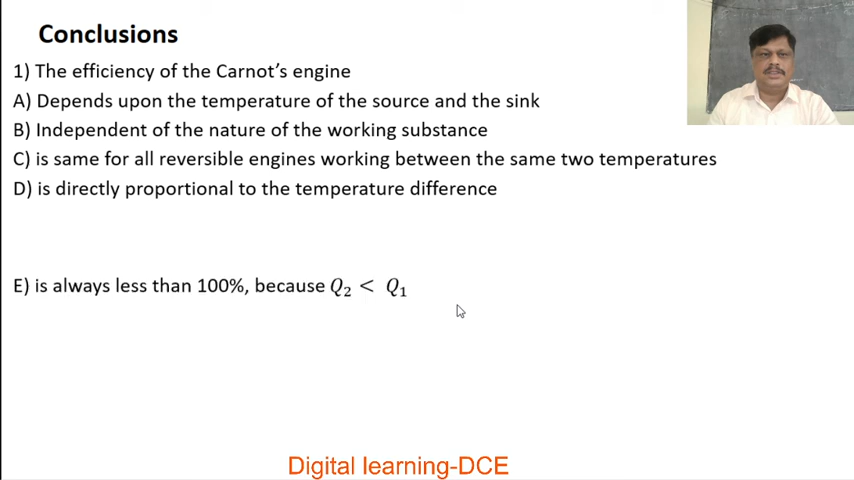 Conclusions
1) The efficiency of the Carnot’s engine
A) Depends upon the temperature of the source and the sink
B) Independent of the nature of the working substance
C) is same for all reversible engines working between the same two temperatures
D) is directly proportional to the temperature difference
E) is always less than 100%, because Q₂ < Q₁
Digital learning-DCE